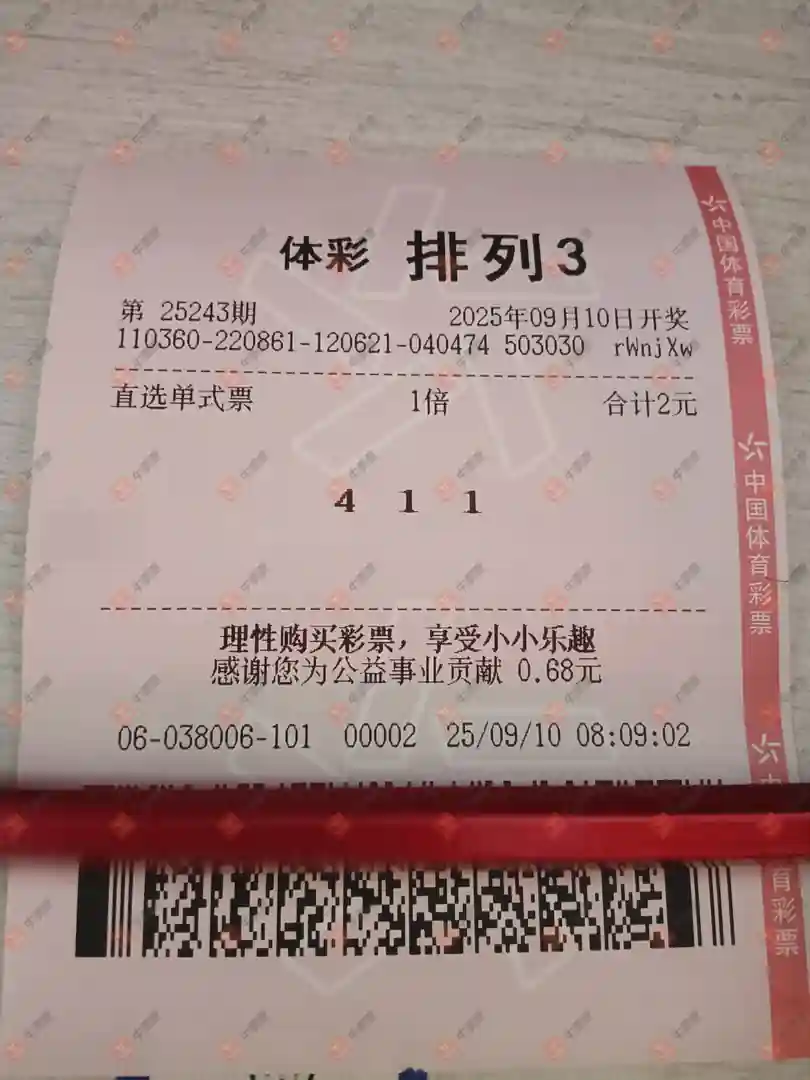 体彩 排列3
第 25243期 2025年09月10日开奖
110360-220861-120621-040474 503030 rWnjXw
直选单式票 1倍 合计2元
4 1 1
理性购买彩票，享受小小乐趣
感谢您为公益事业贡献 0.68元
06-038006-101 00002 25/09/10 08:09:02
中国体育彩票
中国体育彩票
中
育彩票